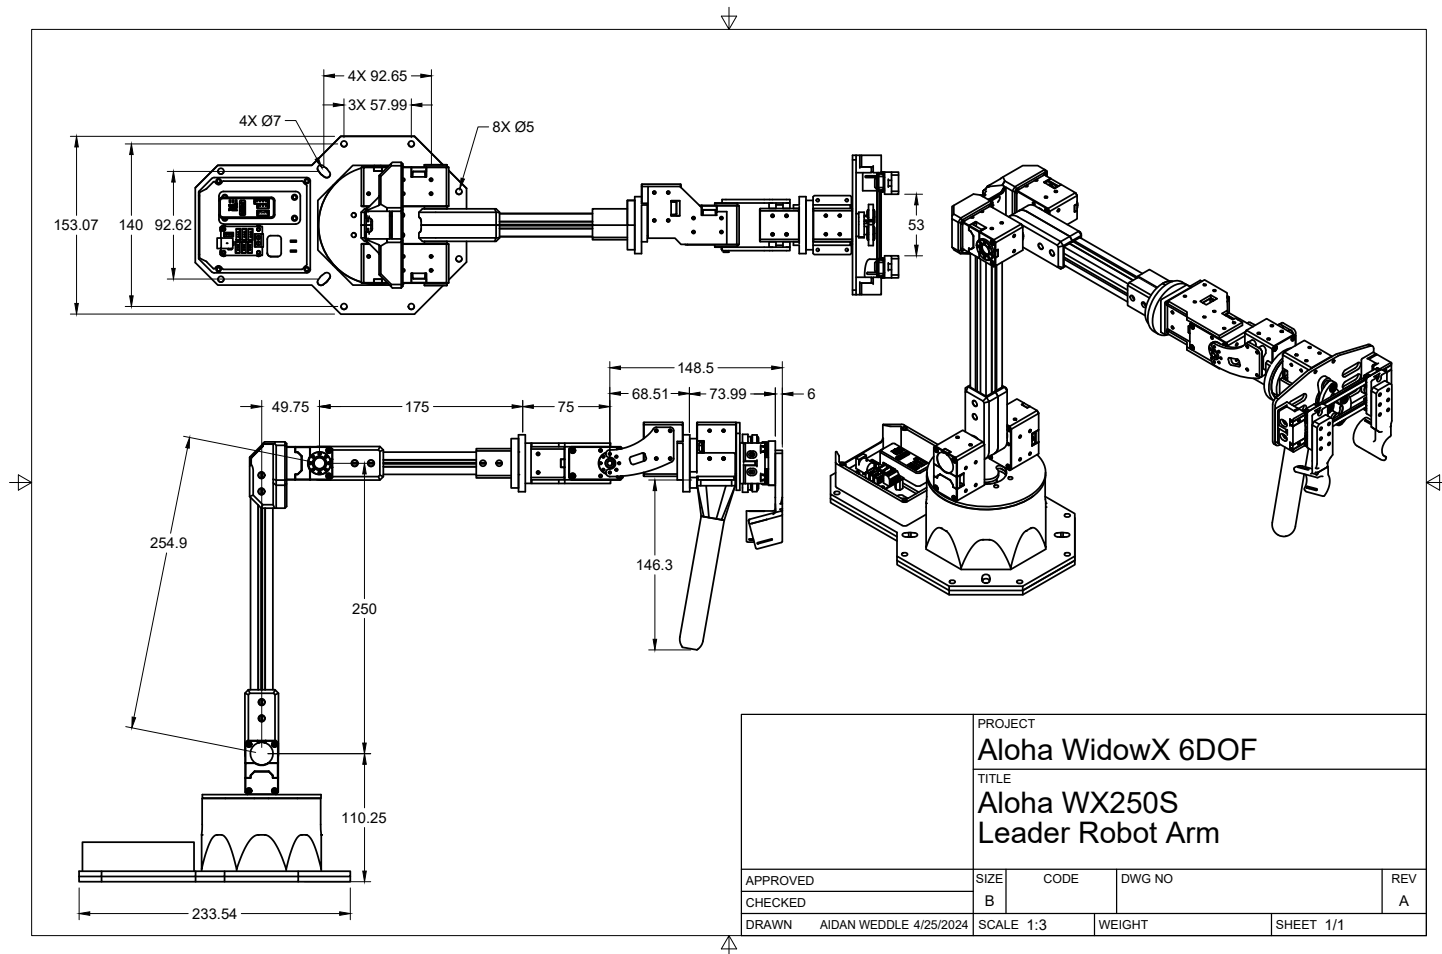 4X 92.65
3X 57.99
4X Ø7
8X Ø5
153.07
140
92.62
53
148.5
68.51
73.99
6
49.75
175
75
254.9
146.3
250
110.25
233.54
PROJECT
Aloha WidowX 6DOF
TITLE
Aloha WX250S
Leader Robot Arm
APPROVED
SIZE
CODE
DWG NO
REV
CHECKED
B
A
DRAWN AIDAN WEDDLE 4/25/2024
SCALE 1:3
WEIGHT
SHEET 1/1